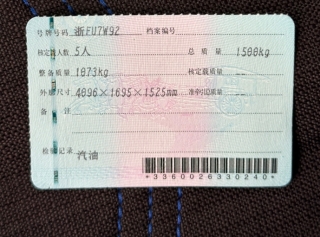 号牌号码 浙FU7W9Z 档案编号
核定载人数 5人 总质量 1500kg
整备质量 1073kg 核定载质量 --
外廓尺寸 4096×1695×1525mm 准牵引总质量 --
备注
检验记录 汽油
*3360026330240*